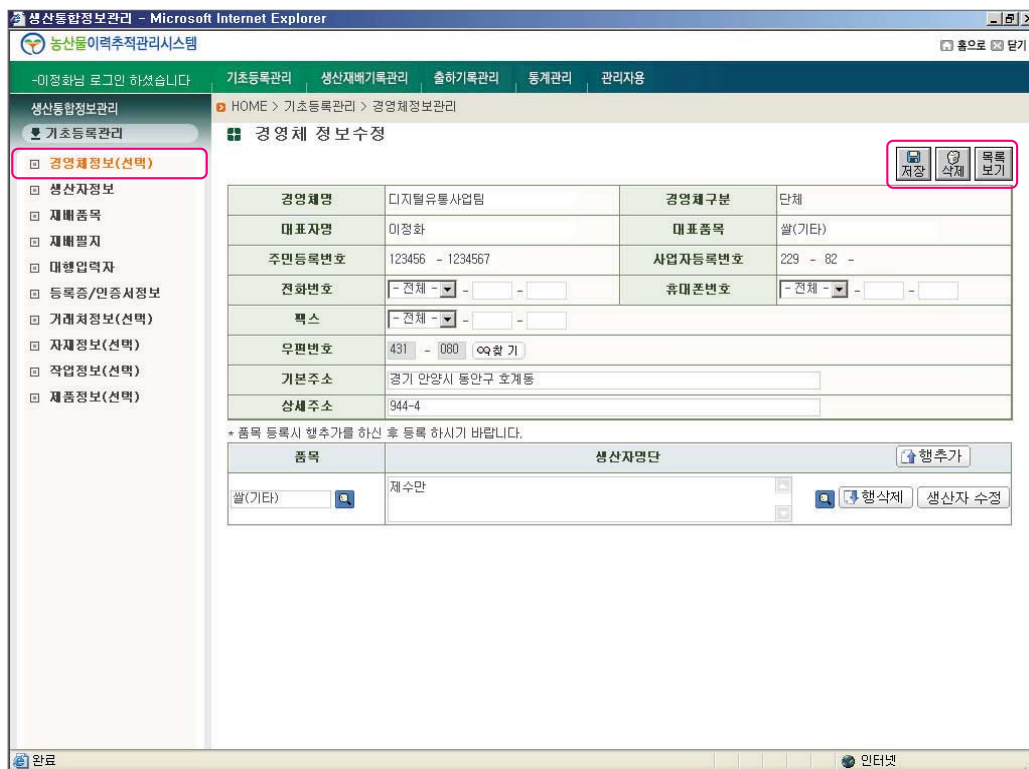 생산통합정보관리 - Microsoft Internet Explorer
농산물이력추적관리시스템
홈으로 닫기
-이정화님 로그인 하셨습니다
기초등록관리 생산재배기록관리 출하기록관리 통계관리 관리자용
생산통합정보관리
HOME > 기초등록관리 > 경영체정보관리
기초등록관리
경영체 정보수정
저장 삭제 목록보기
경영체정보(선택)
생산자정보
재배품목
재배필지
대행입력자
등록증/인증서정보
거래처정보(선택)
자재정보(선택)
작업정보(선택)
제품정보(선택)
경영체명 디지털유통사업팀 경영체구분 단체
대표자명 이정화 대표품목 쌀(기타)
주민등록번호 123456 - 1234567 사업자등록번호 229 - 82 -
전화번호 - 전체 - - - 휴대폰번호 - 전체 - - -
팩스 - 전체 - - -
우편번호 431 - 080 찾 기
기본주소 경기 안양시 동안구 호계동
상세주소 944-4
* 품목 등록시 행추가를 하신 후 등록 하시기 바랍니다.
품목 생산자명단 행추가
쌀(기타) 제수만 행삭제 생산자 수정
완료 인터넷